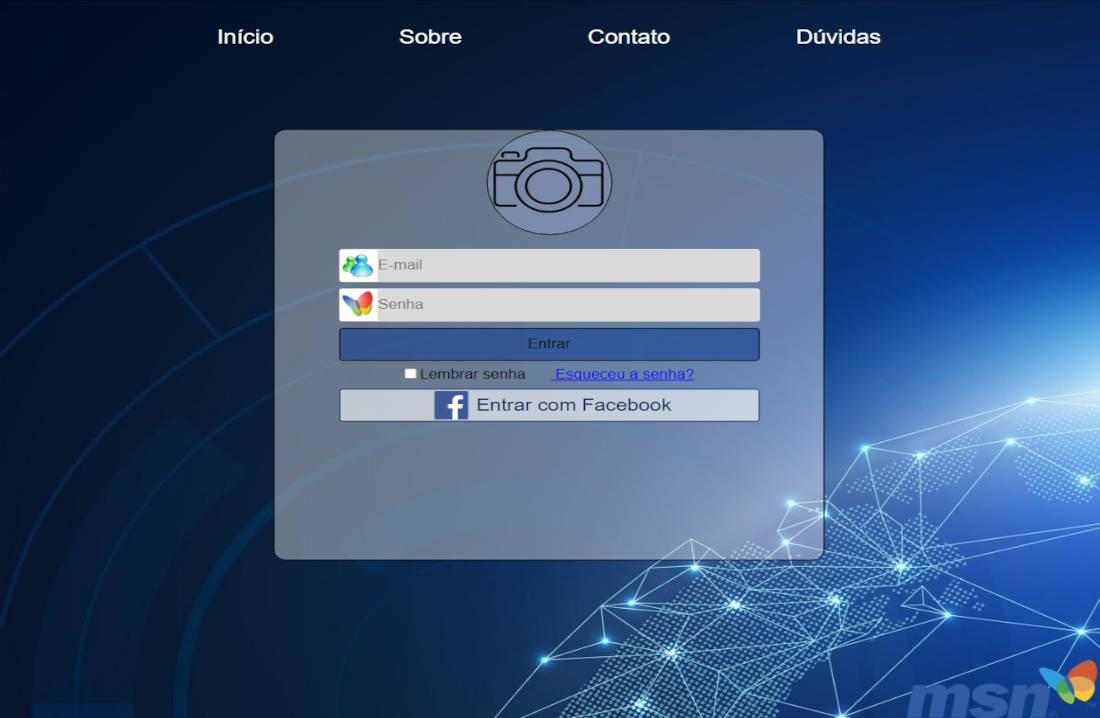 Início Sobre Contato Dúvidas
E-mail
Senha
Entrar
Lembrar senha Esqueceu a senha?
f Entrar com Facebook
msn